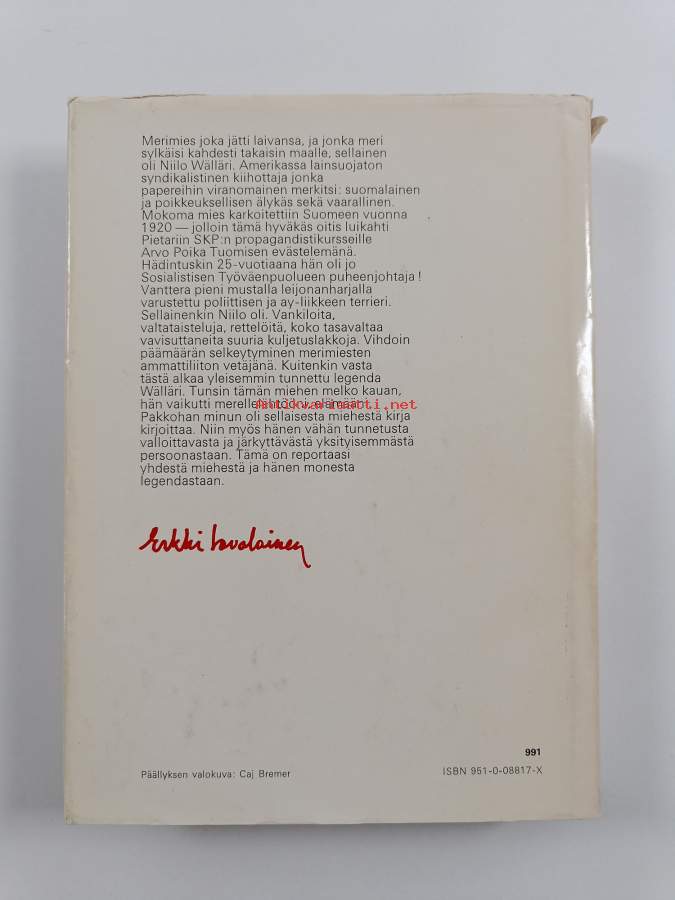 Merimies joka jätti laivansa, ja jonka meri
sylkäisi kahdesti takaisin maalle, sellainen
oli Niilo Wälläri. Amerikassa lainsuojaton
syndikalistinen kiihottaja jonka
papereihin viranomainen merkitsi: suomalainen
ja poikkeuksellisen älykäs sekä vaarallinen.
Mokoma mies karkoitettiin Suomeen vuonna
1920 — jolloin tämä hyväkäs oitis luikahti
Pietariin SKP:n propagandistikursseille
Arvo Poika Tuomisen evästelemänä.
Hädintuskin 25-vuotiaana hän oli jo
Sosialistisen Työväenpuolueen puheenjohtaja!
Vanttera pieni mustalla leijonanharjalla
varustettu poliittisen ja ay-liikkeen terrieri.
Sellainenkin Niilo oli. Vankiloita,
valtataisteluja, rettelöitä, koko tasavaltaa
vavisuttaneita suuria kuljetuslakkoja. Vihdoin
päämäärän selkeytyminen merimiesten
ammattiliiton vetäjänä. Kuitenkin vasta
tästä alkaa yleisemmin tunnettu legenda
Wälläri. Tunsin tämän miehen melko kauan,
hän vaikutti merellelähtööni, elämääni.
antikvariaatti.net
Pakkohan minun oli sellaisesta miehestä kirja
kirjoittaa. Niin myös hänen vähän tunnetusta
valloittavasta ja järkyttävästä yksityisemmästä
persoonastaan. Tämä on reportaasi
yhdestä miehestä ja hänen monesta
legendastaan.
Erkki Savolainen
991
Päällyksen valokuva: Caj Bremer
ISBN 951-0-08817-X